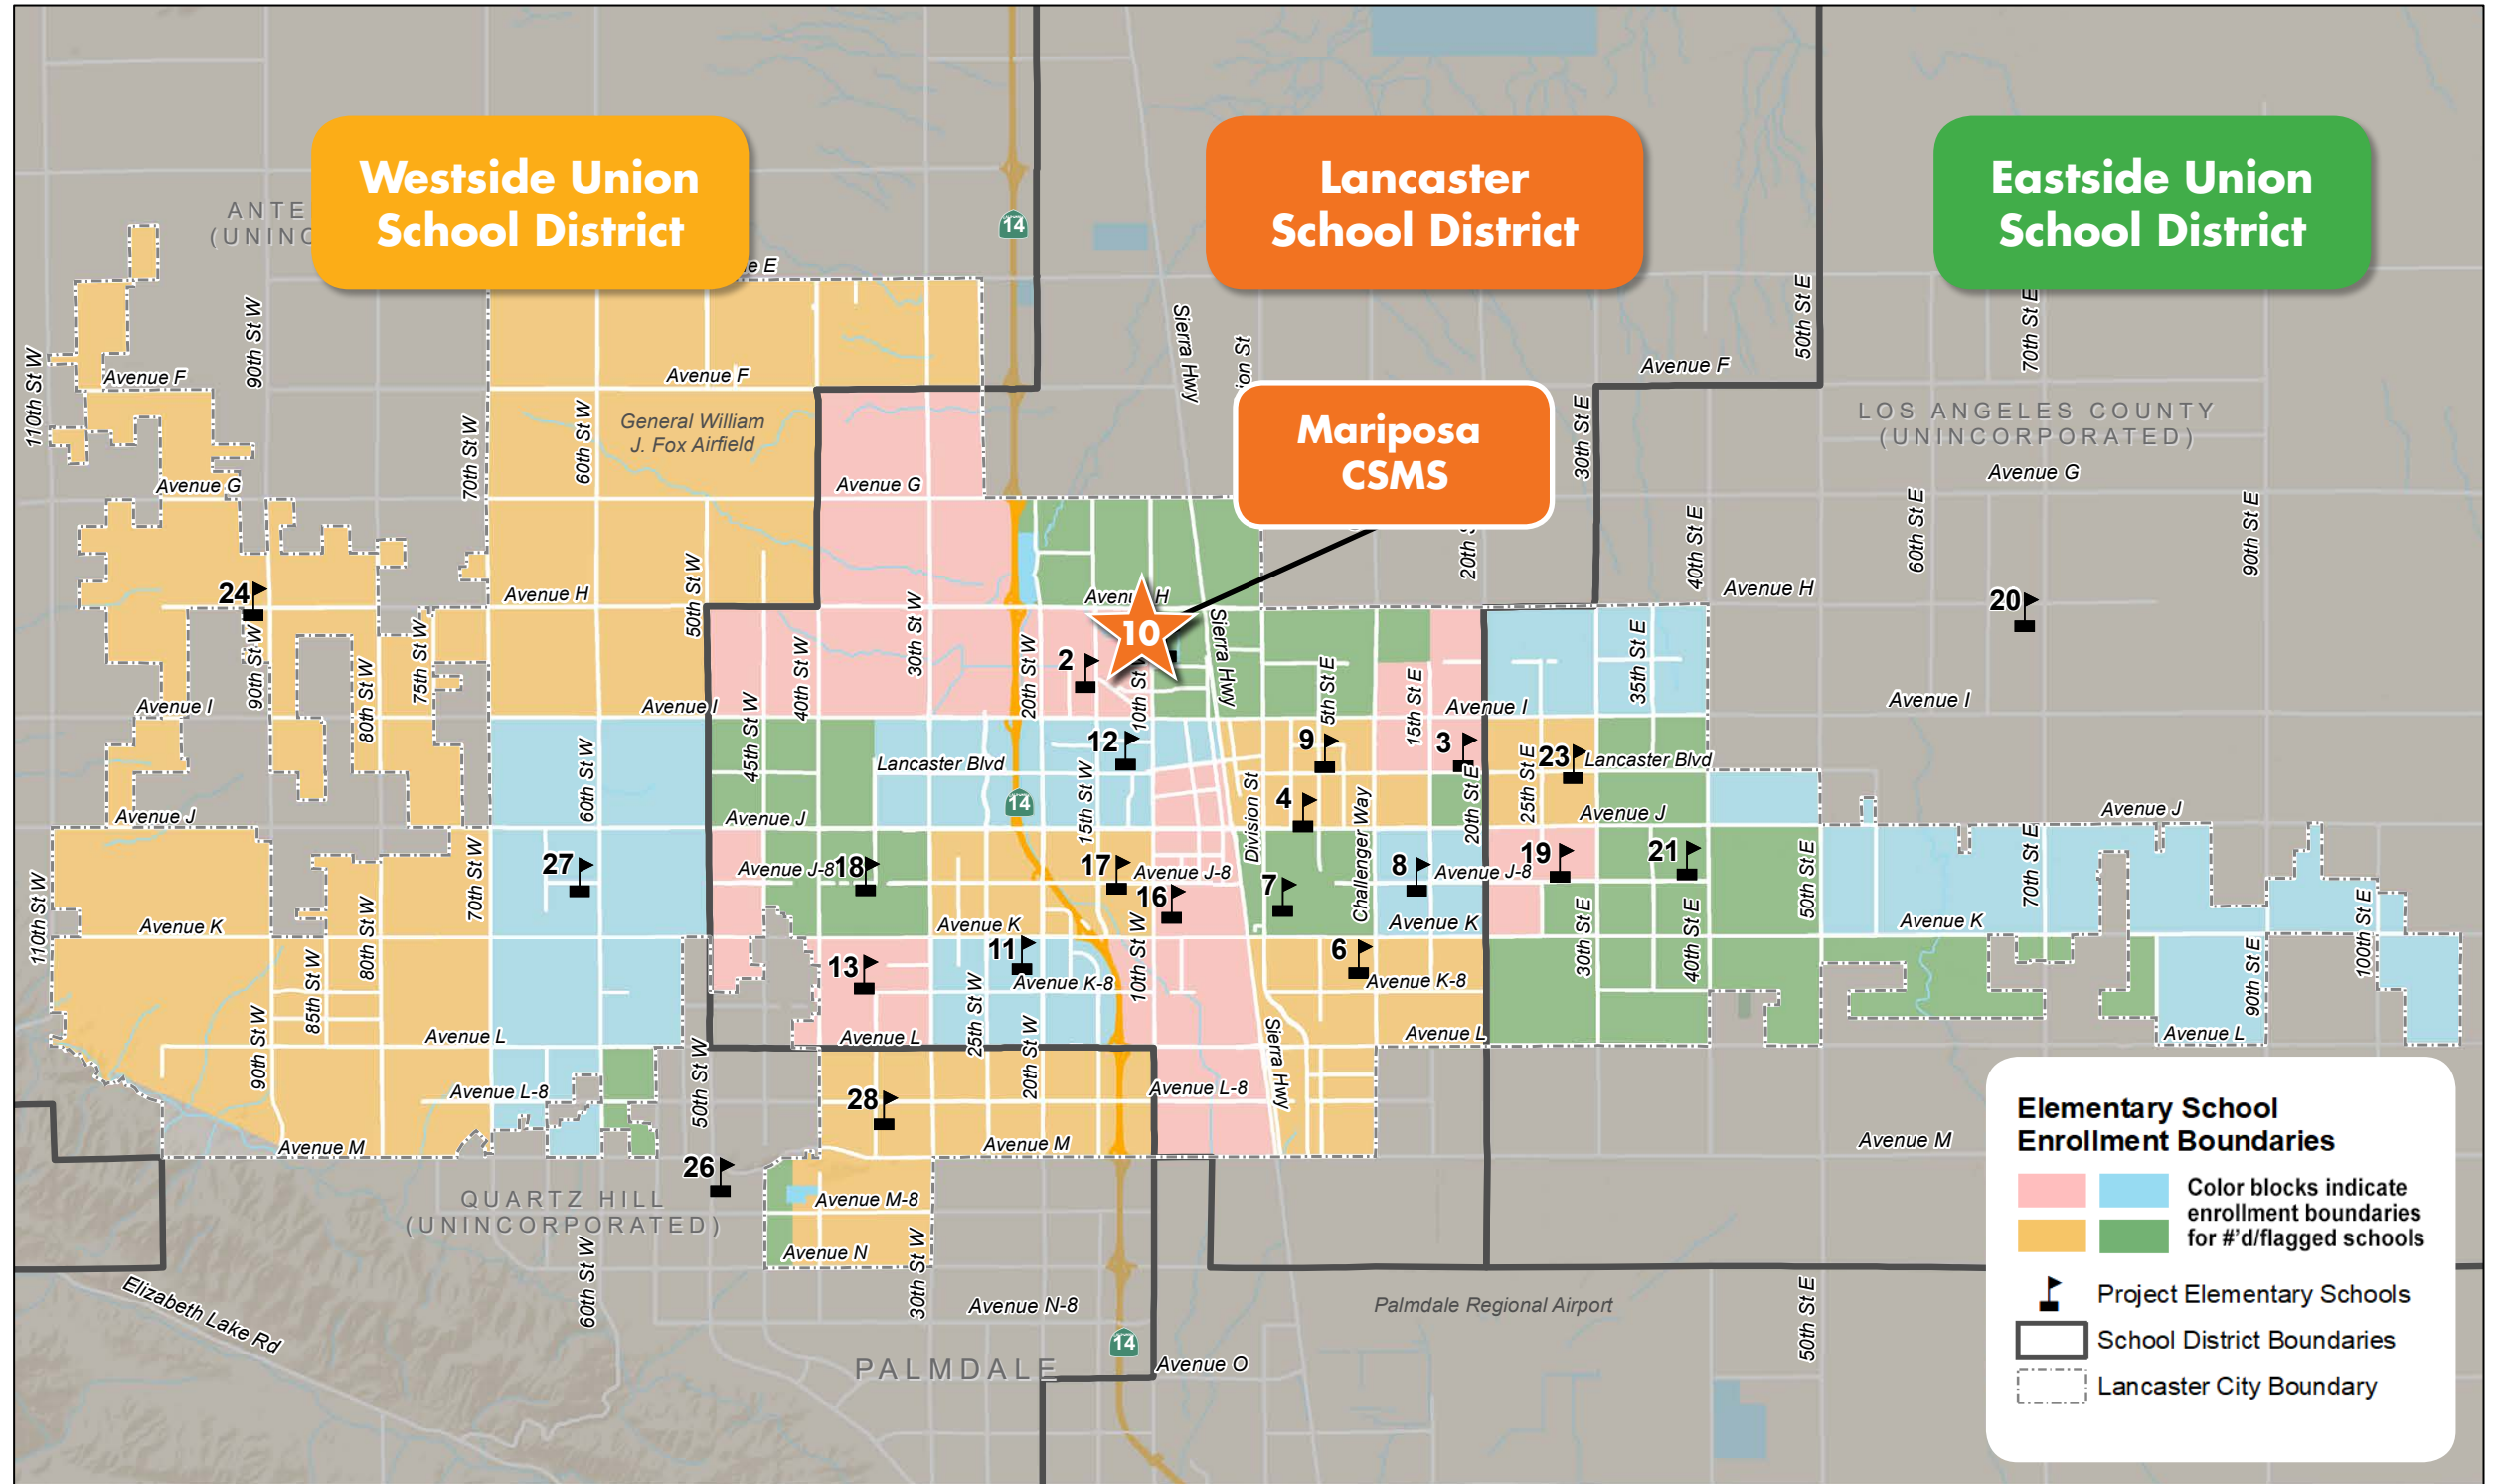 Westside Union
School District
Lancaster
School District
Eastside Union
School District
Mariposa
CSMS
10
14
110th St W
90th St W
Avenue F
Avenue F
General William
J. Fox Airfield
70th St W
60th St W
Sierra Hwy
50th St E
Avenue F
30th St E
LOS ANGELES COUNTY
(UNINCORPORATED)
Avenue G
Avenue G
Avenue G
60th St E
90th St E
40th St E
50th St W
24
Avenue H
Avenue H
20
90th St W
80th St W
75th St W
40th St W
30th St W
20th St W
2
Sierra Hwy
5th St E
15th St E
35th St E
Avenue I
Avenue I
Avenue I
Avenue I
60th St W
45th St W
12
9
3
23
Lancaster Blvd
Lancaster Blvd
14
15th St W
4
Division St
Challenger Way
20th St E
25th St E
Avenue J
Avenue J
Avenue J
Avenue J
110th St W
70th St W
27
Avenue J-8
18
17
Avenue J-8
16
7
8
Avenue J-8
19
21
50th St E
70th St E
Avenue K
80th St W
Avenue K
10th St W
Avenue K
30th St E
40th St E
Avenue K
100th St E
85th St W
13
11
Avenue K-8
6
Avenue K-8
90th St W
25th St W
90th St E
Avenue L
Avenue L
Avenue L
Avenue L
50th St W
20th St W
Sierra Hwy
Avenue L-8
28
Avenue L-8
Avenue M
Avenue M
Avenue M
26
QUARTZ HILL
(UNINCORPORATED)
Avenue M-8
Avenue N
60th St W
30th St W
Elizabeth Lake Rd
Avenue N-8
Palmdale Regional Airport
50th St E
14
PALMDALE
Avenue O
Elementary School
Enrollment Boundaries
Color blocks indicate
enrollment boundaries
for #'d/flagged schools
Project Elementary Schools
School District Boundaries
Lancaster City Boundary